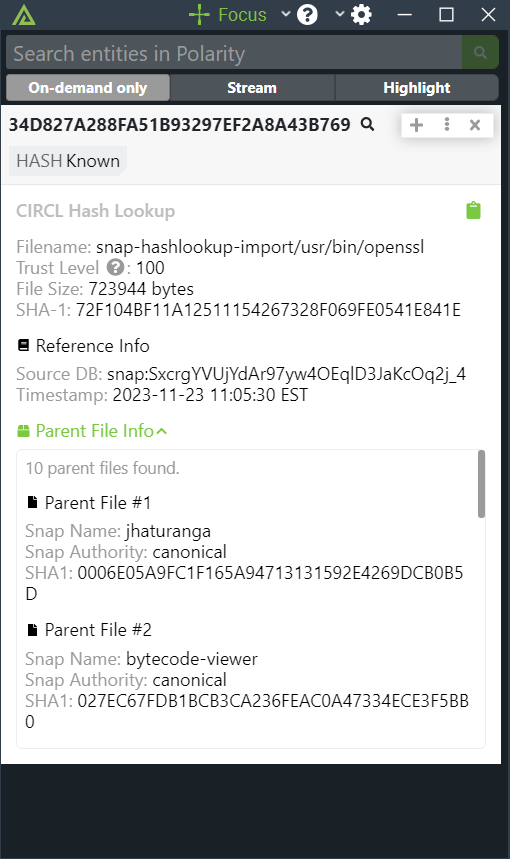 Focus
Search entities in Polarity
On-demand only Stream Highlight
34D827A288FA51B93297EF2A8A43B769
HASH Known
CIRCL Hash Lookup
Filename: snap-hashlookup-import/usr/bin/openssl
Trust Level ? : 100
File Size: 723944 bytes
SHA-1: 72F104BF11A12511154267328F069FE0541E841E
Reference Info
Source DB: snap:SxcrgYVUjYdAr97yw4OEqlD3JaKcOq2j_4
Timestamp: 2023-11-23 11:05:30 EST
Parent File Info
10 parent files found.
Parent File #1
Snap Name: jhaturanga
Snap Authority: canonical
SHA1: 0006E05A9FC1F165A94713131592E4269DCB0B5
D
Parent File #2
Snap Name: bytecode-viewer
Snap Authority: canonical
SHA1: 027EC67FDB1BCB3CA236FEAC0A47334ECE3F5BB
0